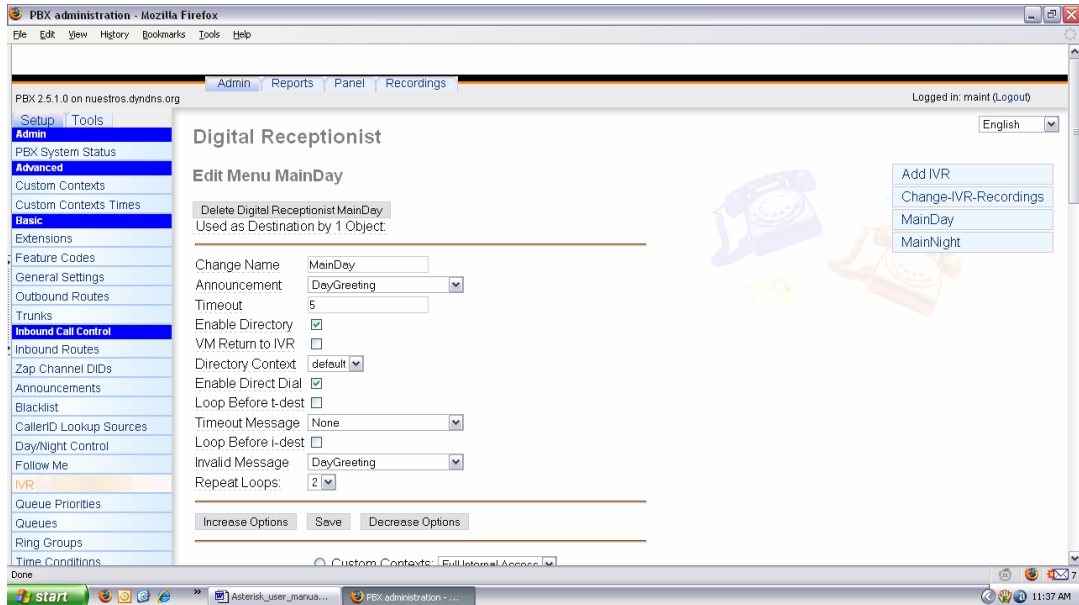 PBX administration - Mozilla Firefox
File Edit View History Bookmarks Tools Help
Admin Reports Panel Recordings
PBX 2.5.1.0 on nuestros.dyndns.org
Logged in: maint (Logout)
Setup Tools
English
Admin
PBX System Status
Advanced
Custom Contexts
Custom Contexts Times
Basic
Extensions
Feature Codes
General Settings
Outbound Routes
Trunks
Inbound Call Control
Inbound Routes
Zap Channel DIDs
Announcements
Blacklist
CallerID Lookup Sources
Day/Night Control
Follow Me
IVR
Queue Priorities
Queues
Ring Groups
Time Conditions
Digital Receptionist
Edit Menu MainDay
Delete Digital Receptionist MainDay
Used as Destination by 1 Object:
Change Name MainDay
Announcement DayGreeting
Timeout 5
Enable Directory
VM Return to IVR
Directory Context default
Enable Direct Dial
Loop Before t-dest
Timeout Message None
Loop Before i-dest
Invalid Message DayGreeting
Repeat Loops: 2
Increase Options Save Decrease Options
Custom Contexts: Full Internal Access
Add IVR
Change-IVR-Recordings
MainDay
MainNight
Done
7
start
» Asterisk_user_manua... PBX administration - ...
11:37 AM